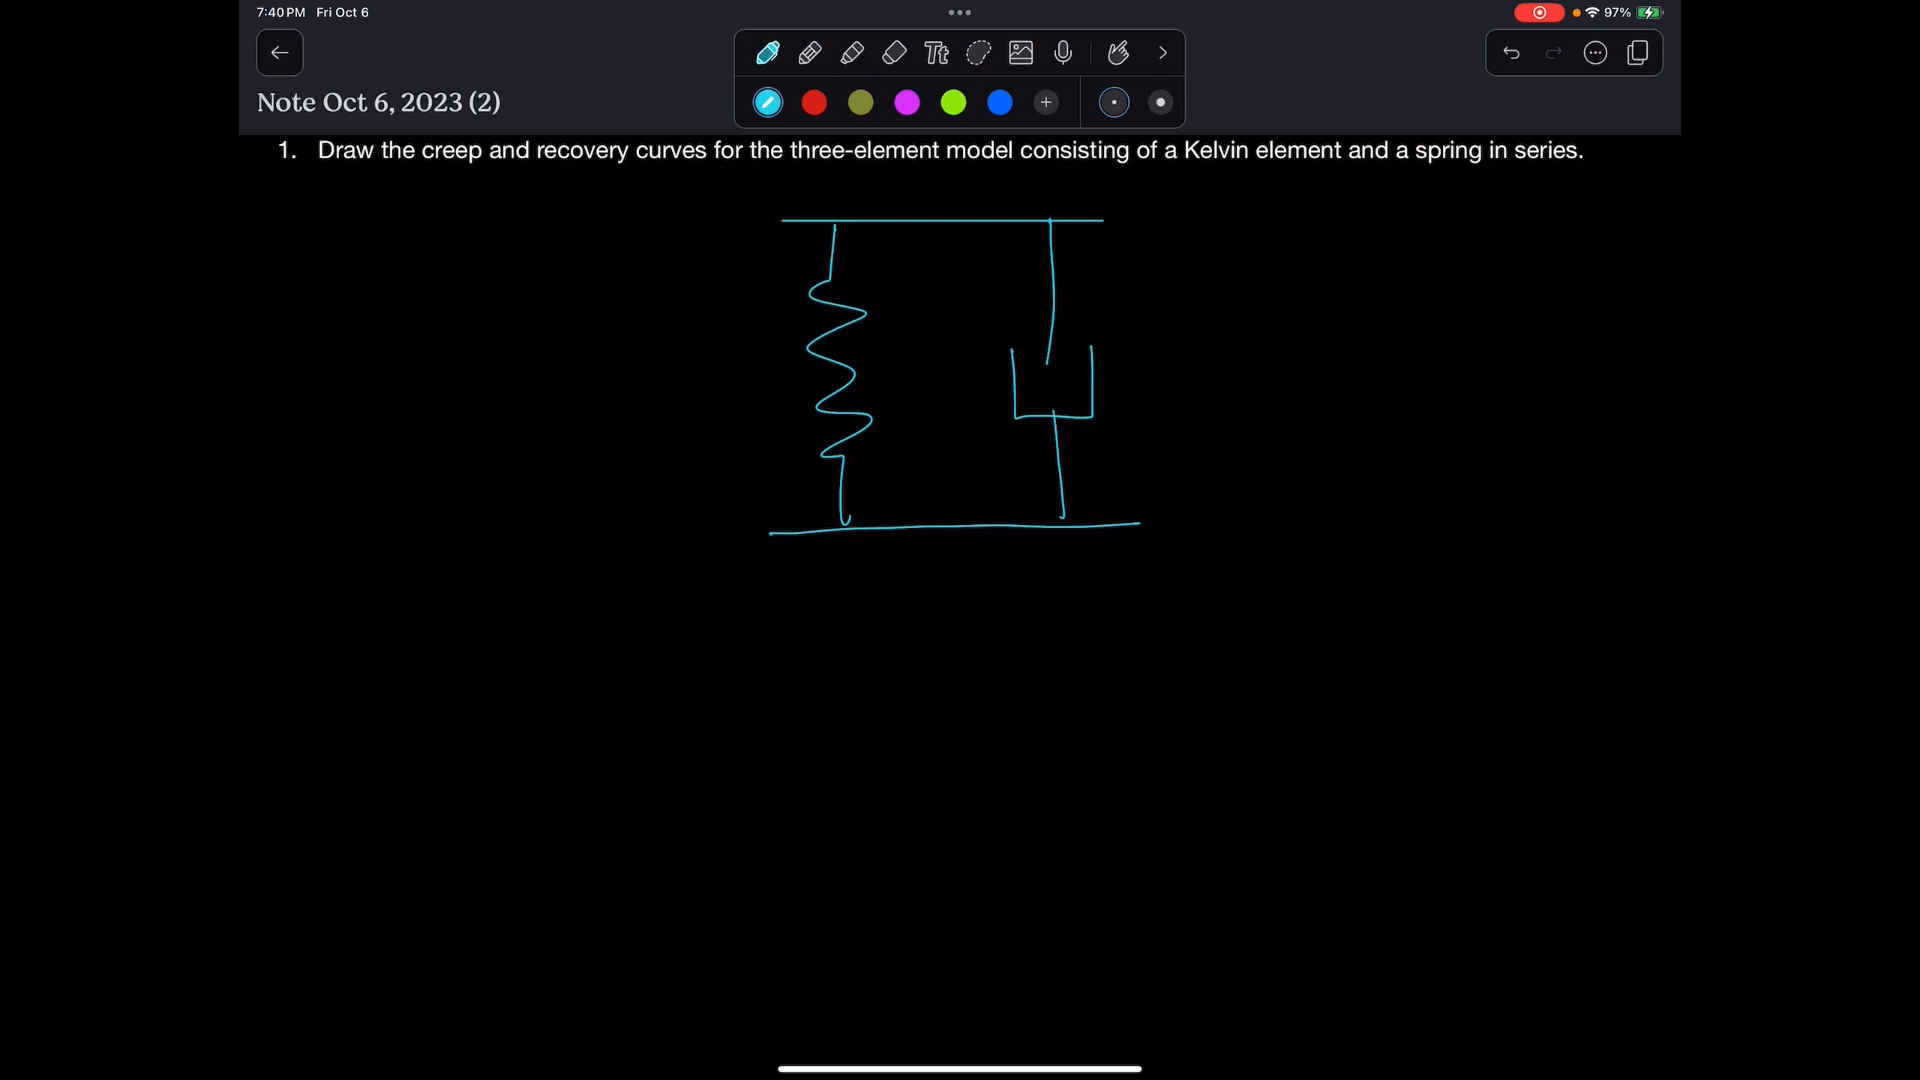 7:40 PM Fri Oct 6
97%
Tt
Note Oct 6, 2023 (2)
1. Draw the creep and recovery curves for the three-element model consisting of a Kelvin element and a spring in series.